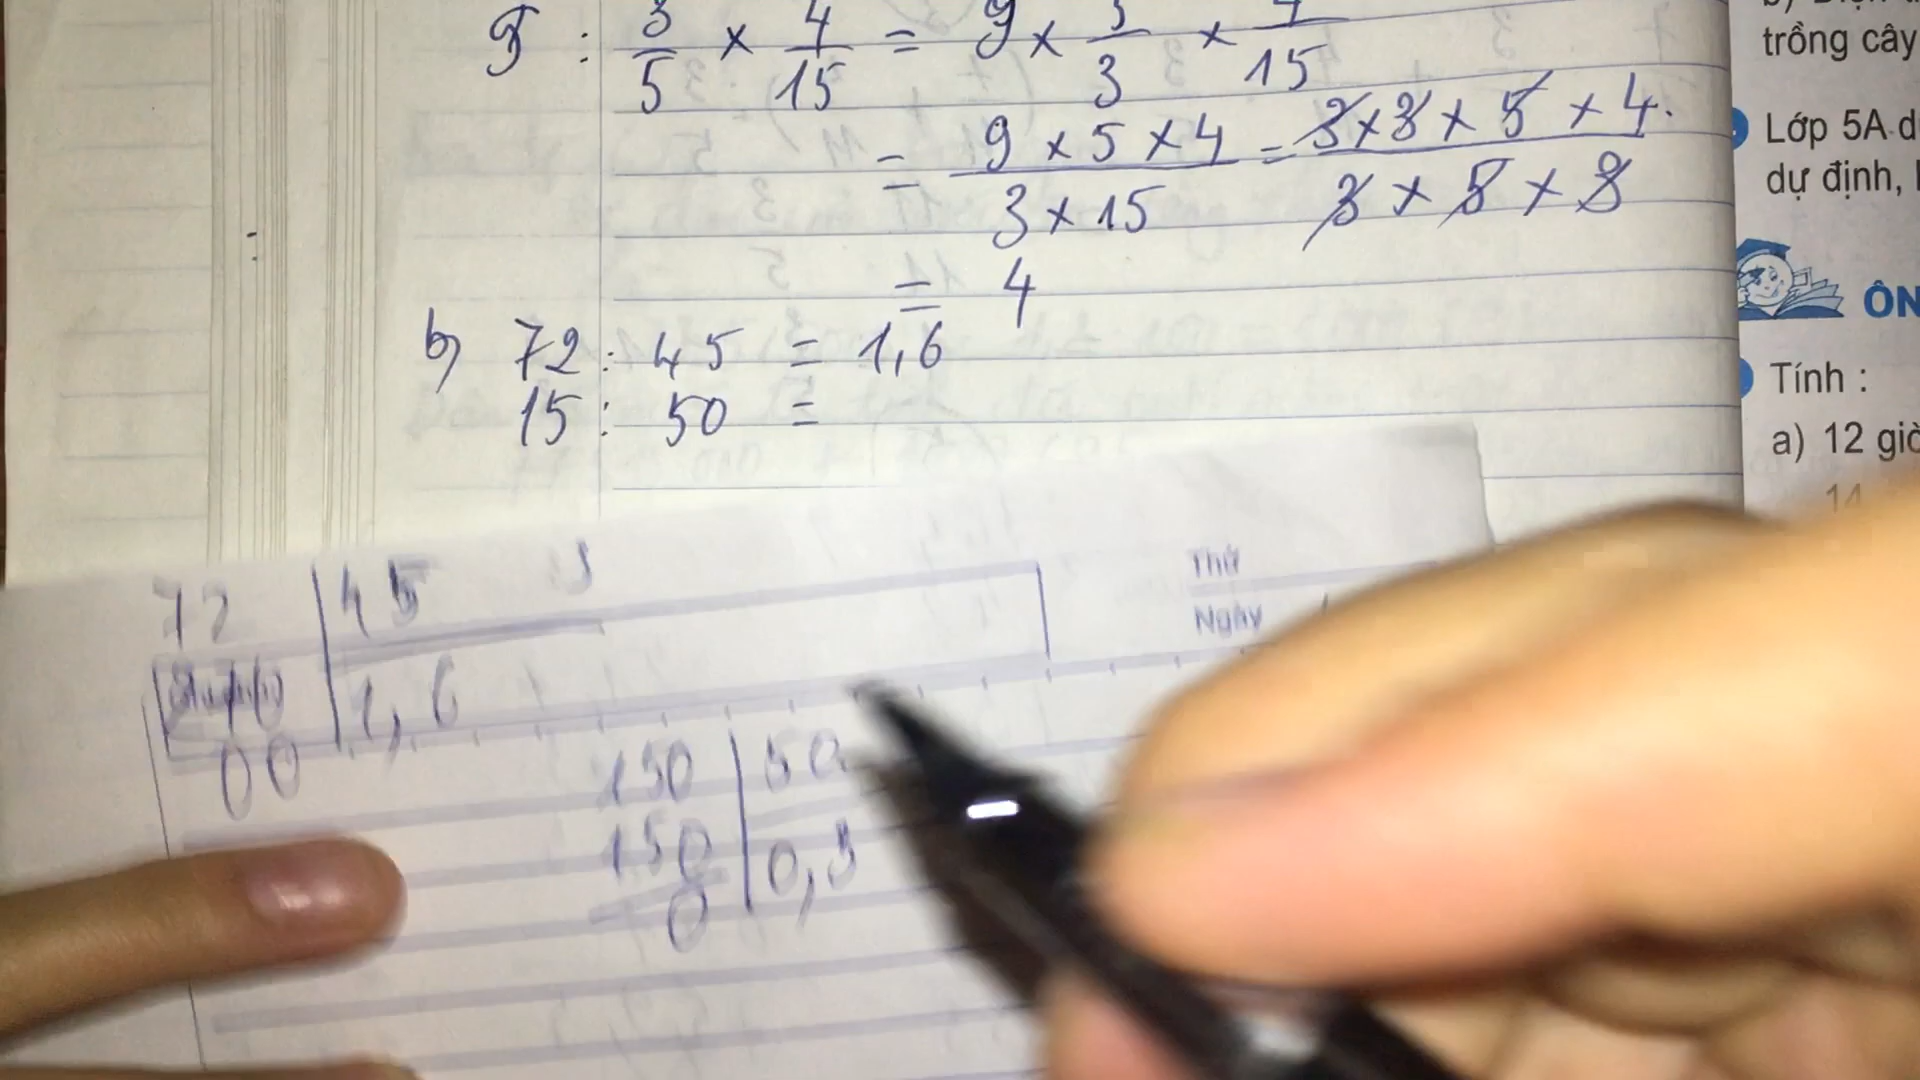 9 : 3/5 × 4/15 = 9 × 5/3 × 4/15
= 9 × 5 × 4 / 3 × 15 = 3 × 3 × 5 × 4. / 3 × 5 × 3
= 4
b) 72 : 45 = 1,6
15 : 50 =
72 45
1,6
00
150 50
150 0,3
0
Thứ
Ngày
trồng cây
Lớp 5A d
dự định,
ÔN
Tính :
a) 12 giờ
14